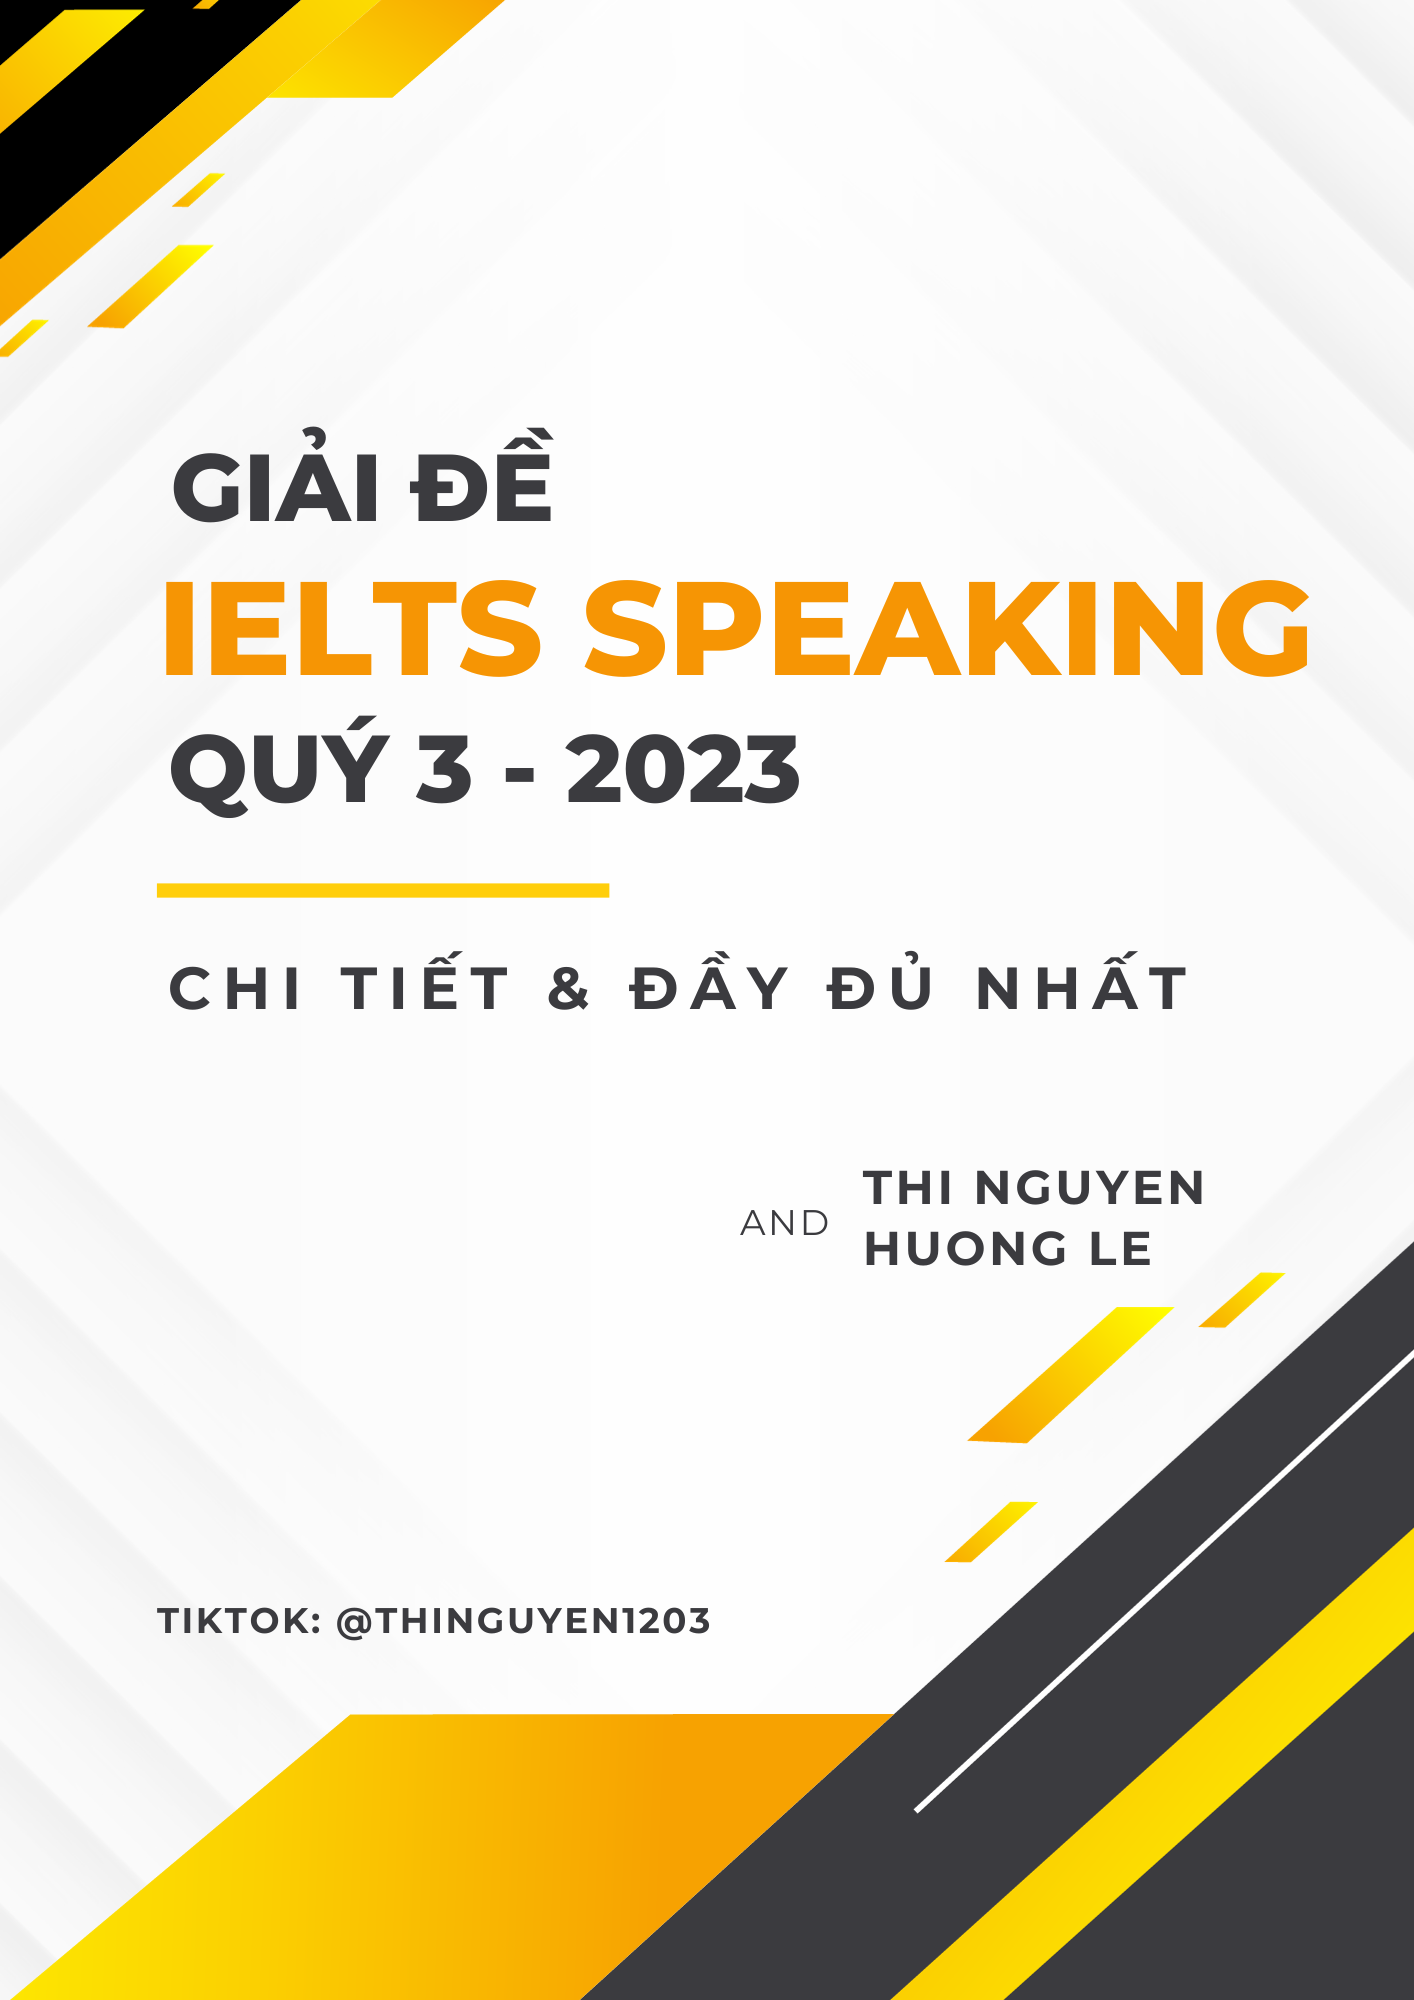 GIẢI ĐỀ
IELTS SPEAKING
QUÝ 3 - 2023
CHI TIẾT & ĐẦY ĐỦ NHẤT
THI NGUYEN
AND
HUONG LE
TIKTOK: @THINGUYEN1203